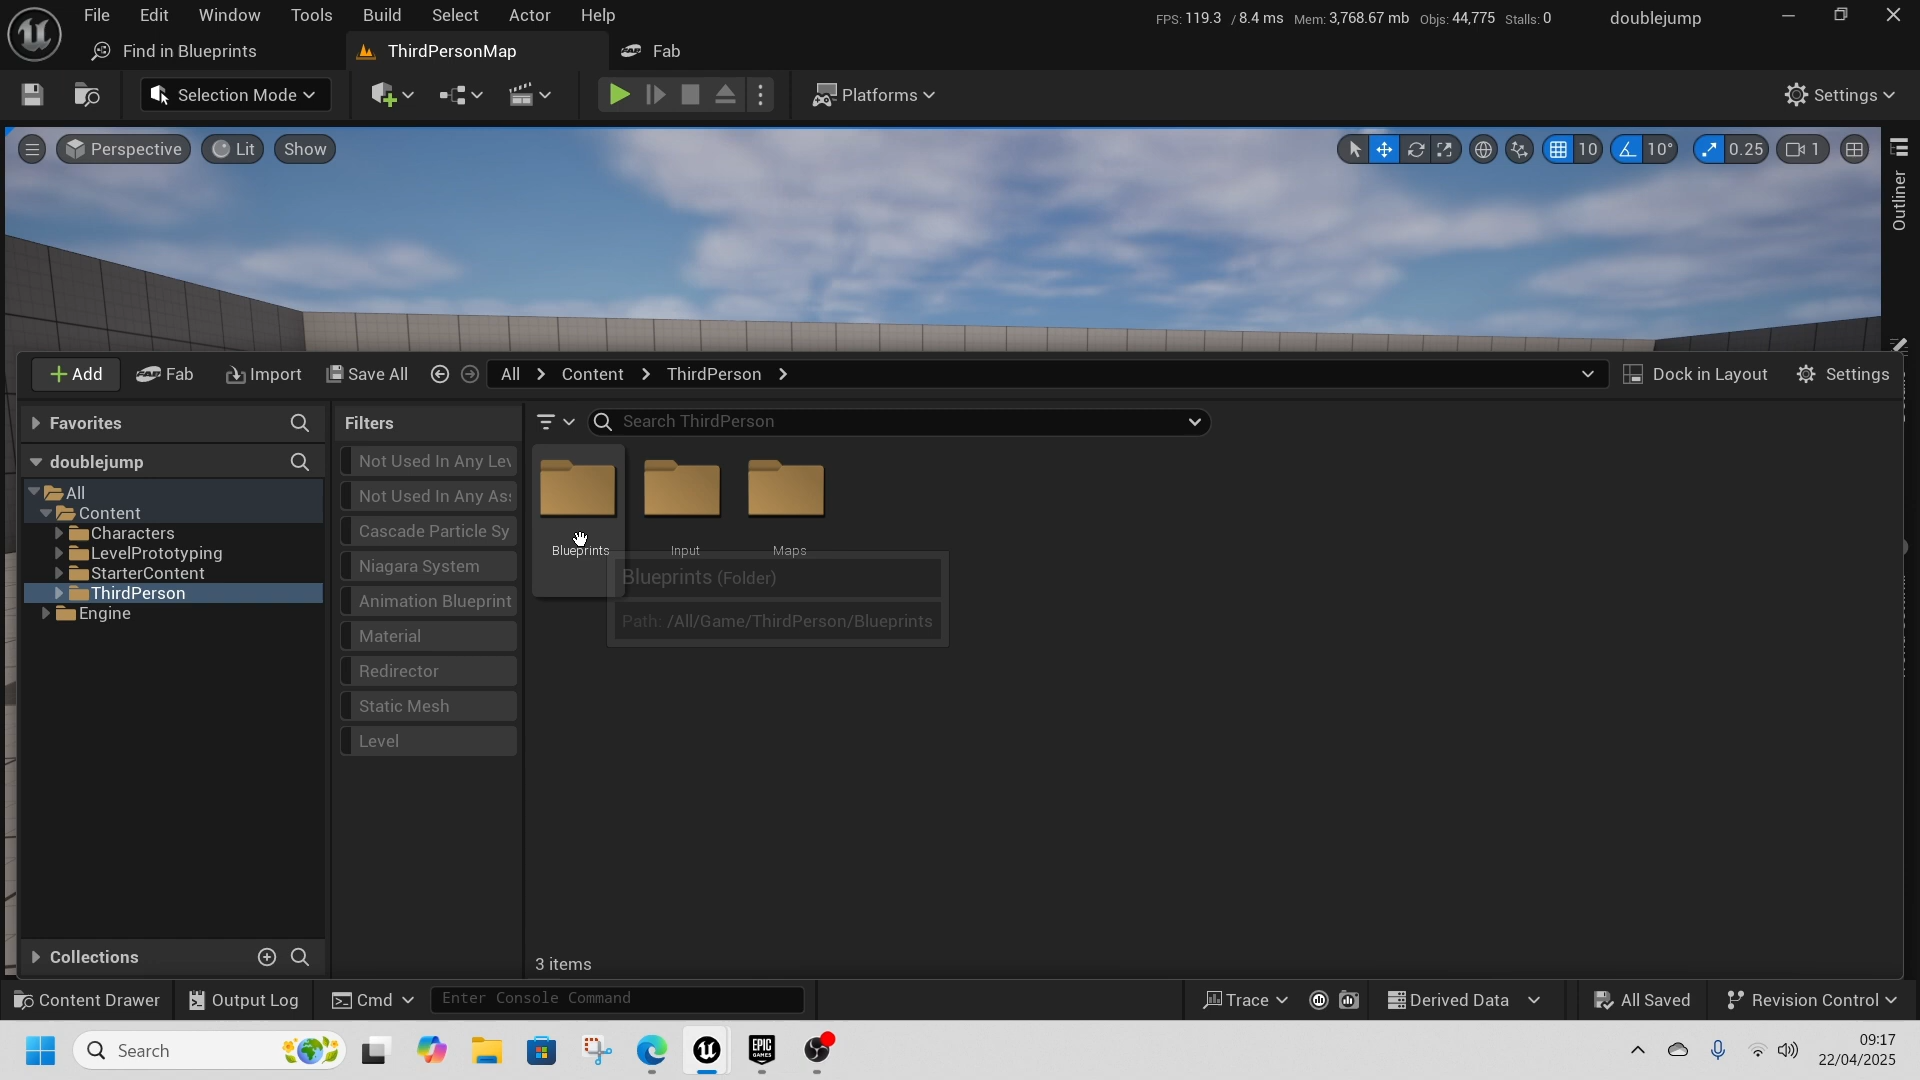 File Edit Window Tools Build Select Actor Help
FPS: 119.3 / 8.4 ms Mem: 3,768.67 mb Objs: 44,775 Stalls: 0
doublejump
Find in Blueprints
ThirdPersonMap
Fab
Selection Mode
Platforms
Settings
Perspective
Lit
Show
10
10°
0.25
1
Outliner
Add
Fab
Import
Save All
All > Content > ThirdPerson >
Dock in Layout
Settings
Favorites
Filters
Search ThirdPerson
doublejump
All
Content
Characters
LevelPrototyping
StarterContent
ThirdPerson
Engine
Not Used In Any Lev
Not Used In Any Ass
Cascade Particle Sy
Niagara System
Animation Blueprint
Material
Redirector
Static Mesh
Level
Blueprints
Input
Maps
Blueprints (Folder)
Path: /All/Game/ThirdPerson/Blueprints
Collections
3 items
Content Drawer
Output Log
Cmd
Enter Console Command
Trace
Derived Data
All Saved
Revision Control
Search
09:17
22/04/2025